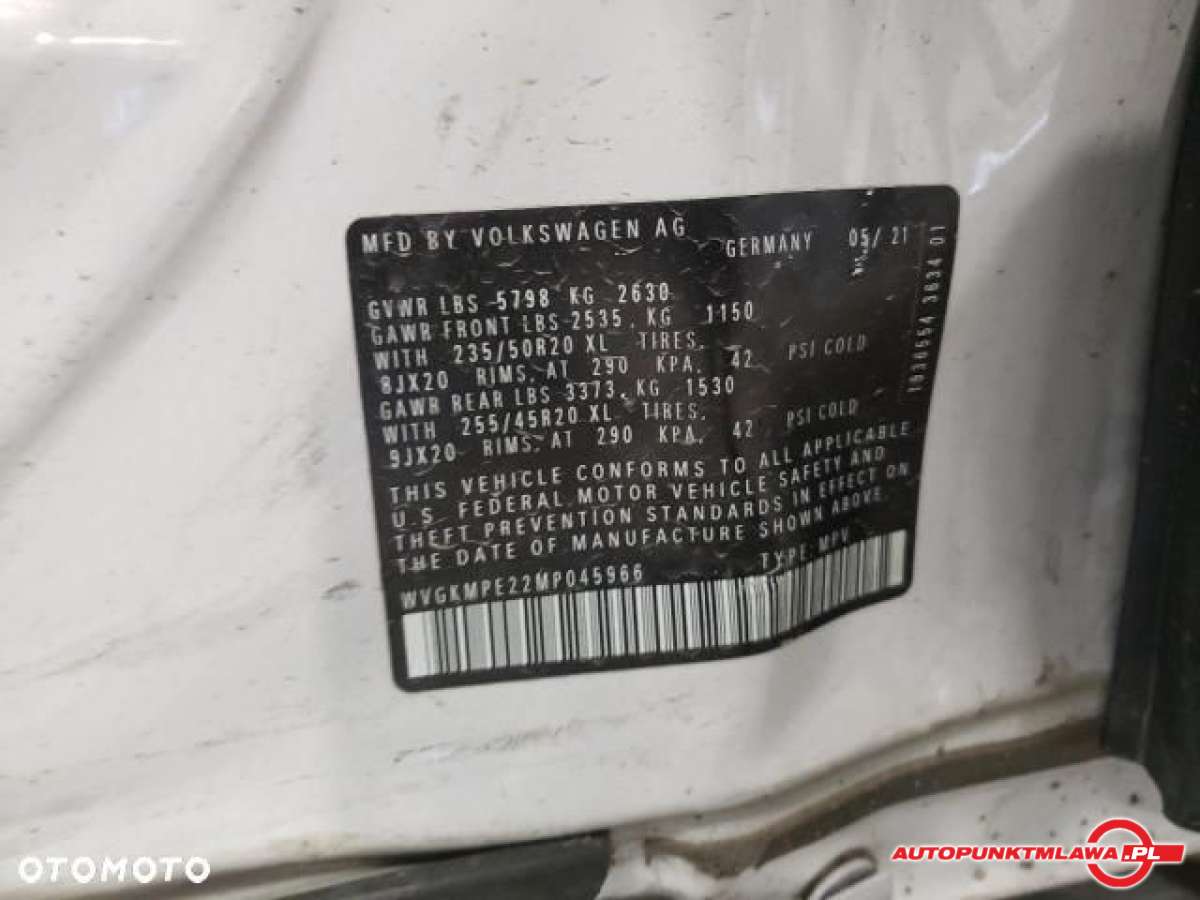 MFD BY VOLKSWAGEN AG GERMANY 05/21
GVWR LBS 5798 KG 2630
GAWR FRONT LBS 2535. KG 1150
WITH 235/50R20 XL TIRES.
8JX20 RIMS. AT 290 KPA. 42 PSI COLD
GAWR REAR LBS 3373. KG 1530
WITH 255/45R20 XL TIRES.
9JX20 RIMS. AT 290 KPA. 42 PSI COLD
THIS VEHICLE CONFORMS TO ALL APPLICABLE
U.S. FEDERAL MOTOR VEHICLE SAFETY AND
THEFT PREVENTION STANDARDS IN EFFECT ON
THE DATE OF MANUFACTURE SHOWN ABOVE.
WVGKMPE22MP045966 TYPE: MPV
3634 01
OTOMOTO
AUTOPUNKTMLAWA.PL